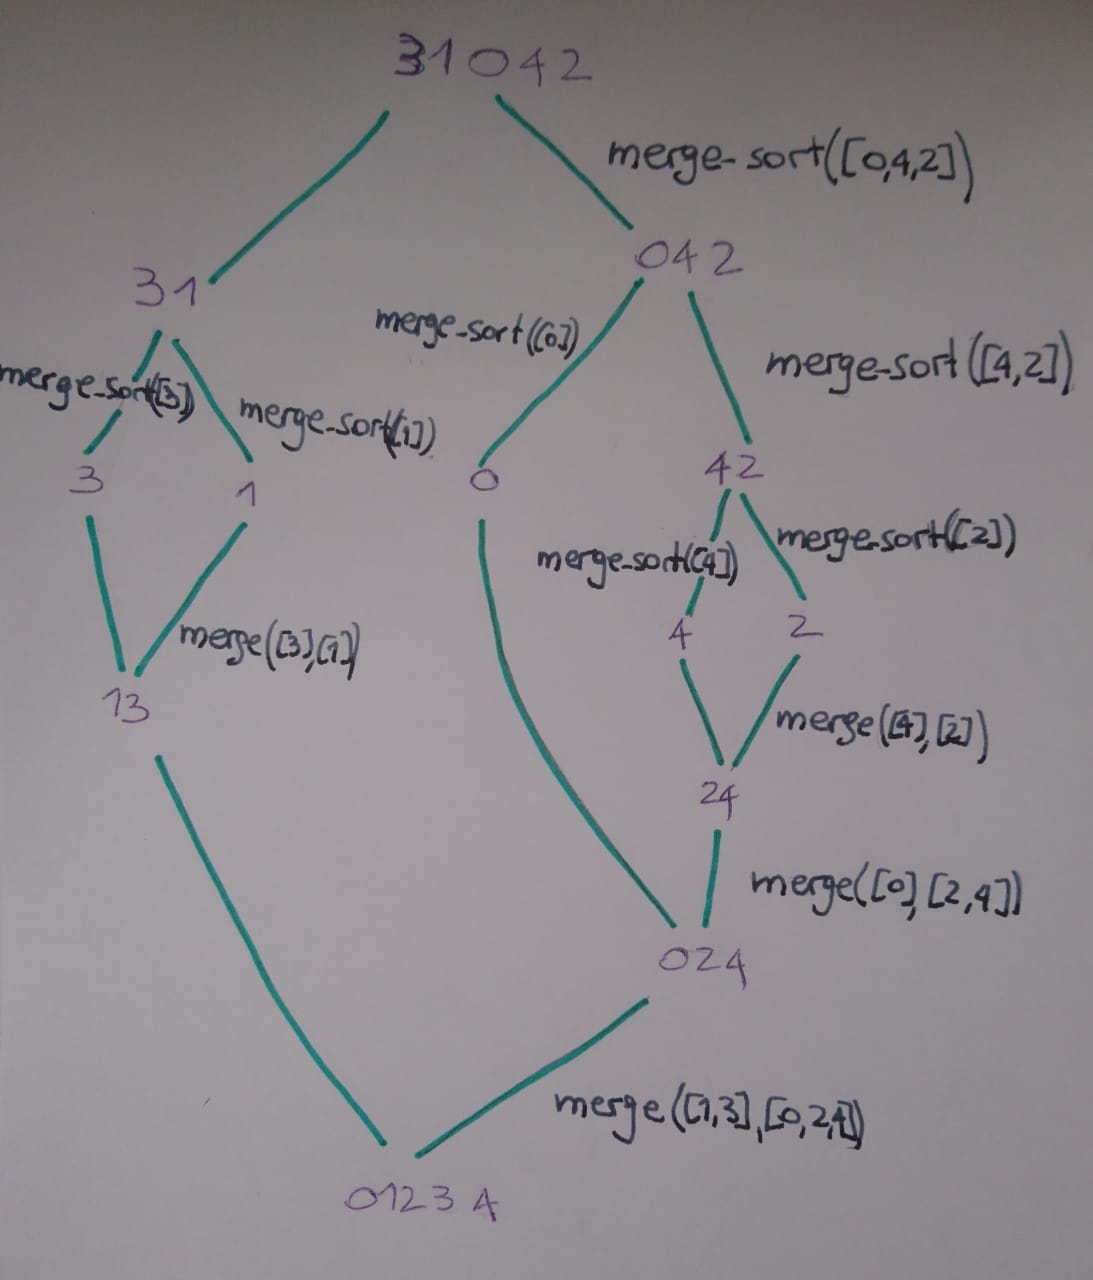 31042
merge-sort([0,4,2])
042
31
merge-sort([0])
merge-sort([4,2])
merge-sort([3])
merge-sort([1])
3
1
0
42
merge-sort([4])
merge-sort([2])
4
2
merge([3],[1])
13
merge([4],[2])
24
merge([0],[2,4])
024
merge([1,3],[0,2,4])
01234